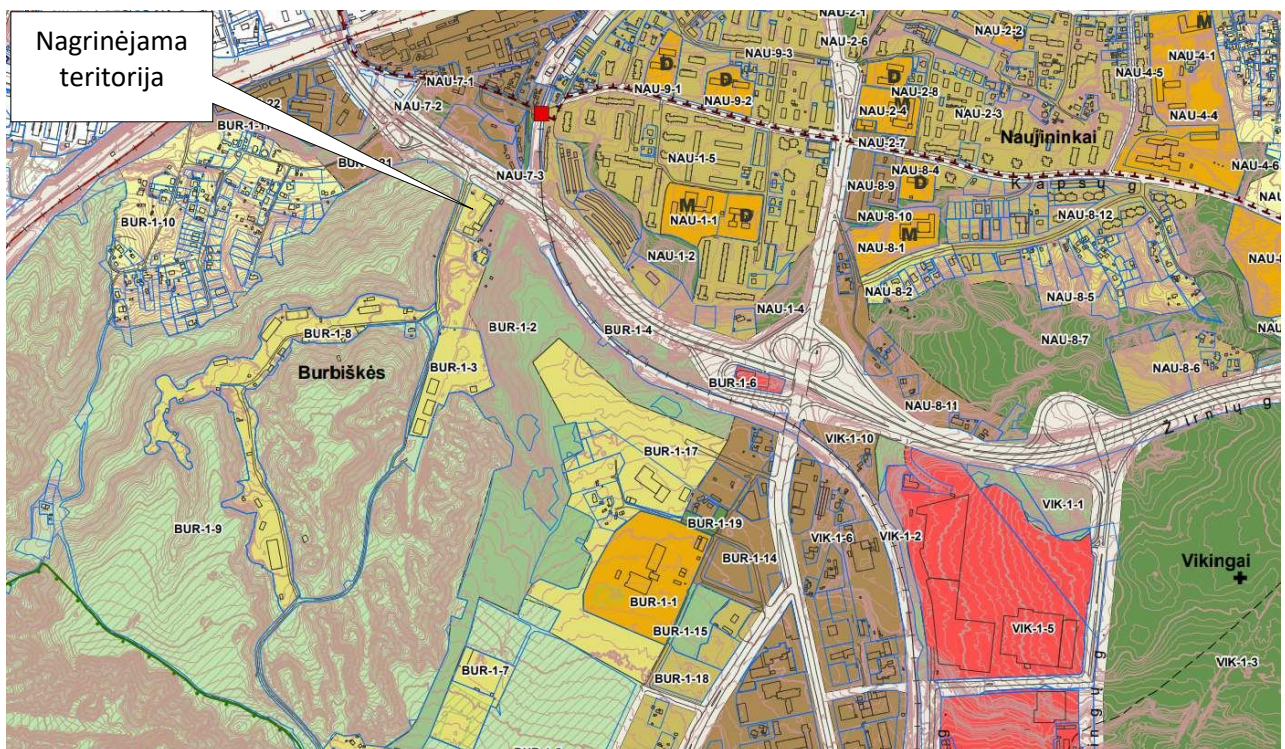 Nagrinėjama
teritorija
NAU-2-1
NAU-2-6
NAU-9-3
NAU-2-2
M
NAU-4-1
NAU-4-5
NAU-7-1
NAU-7-2
D
NAU-9-1
D
NAU-9-2
D
NAU-2-8
M
NAU-2-4
NAU-2-3
NAU-4-4
Naujininkai
NAU-2-7
NAU-1-5
NAU-7-3
NAU-8-4
NAU-8-9
D
NAU-4-6
K a p s ų g
BUR-1-10
M
NAU-1-1
D
NAU-8-10
M
NAU-8-1
NAU-8-12
NAU-1-2
NAU-8-2
NAU-8-5
NAU-1-4
BUR-1-8
BUR-1-2
BUR-1-4
NAU-8-7
Burbiškės
BUR-1-3
NAU-8-6
BUR-1-6
NAU-8-11
Ž i r n i ų g
VIK-1-10
BUR-1-17
BUR-1-9
VIK-1-1
BUR-1-19
BUR-1-14
VIK-1-6
VIK-1-2
Vikingai
BUR-1-1
BUR-1-15
VIK-1-5
BUR-1-7
BUR-1-18
VIK-1-3